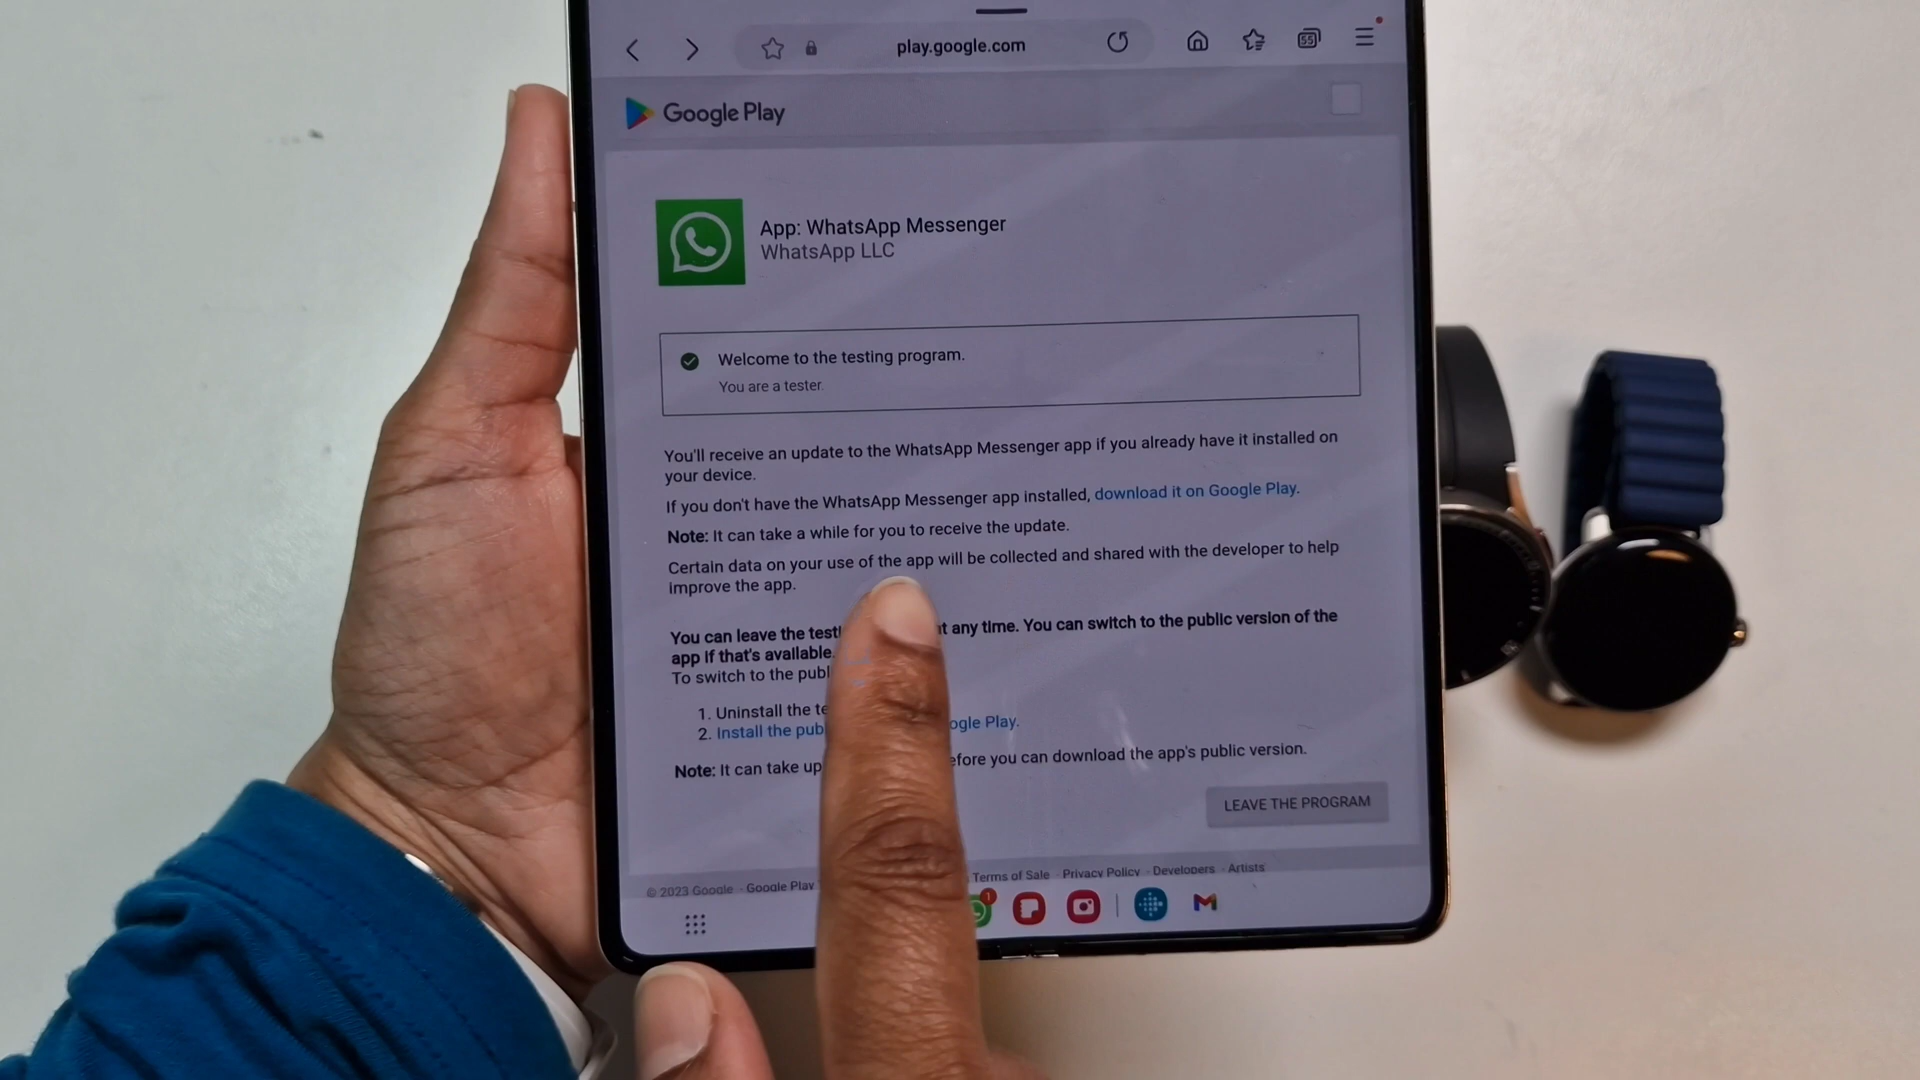 play.google.com
55
Google Play
App: WhatsApp Messenger
WhatsApp LLC
Welcome to the testing program.
You are a tester.
You'll receive an update to the WhatsApp Messenger app if you already have it installed on
your device.
If you don't have the WhatsApp Messenger app installed, download it on Google Play.
Note: It can take a while for you to receive the update.
Certain data on your use of the app will be collected and shared with the developer to help
improve the app.
You can leave the any time. You can switch to the public version of the
app if that's available.
To switch to the
1. Uninstall the
2. Install the Play.
Note: It can take up you can download the app's public version.
LEAVE THE PROGRAM
© 2023 Google · Google Play Terms of Sale · Privacy Policy · Developers · Artists
1